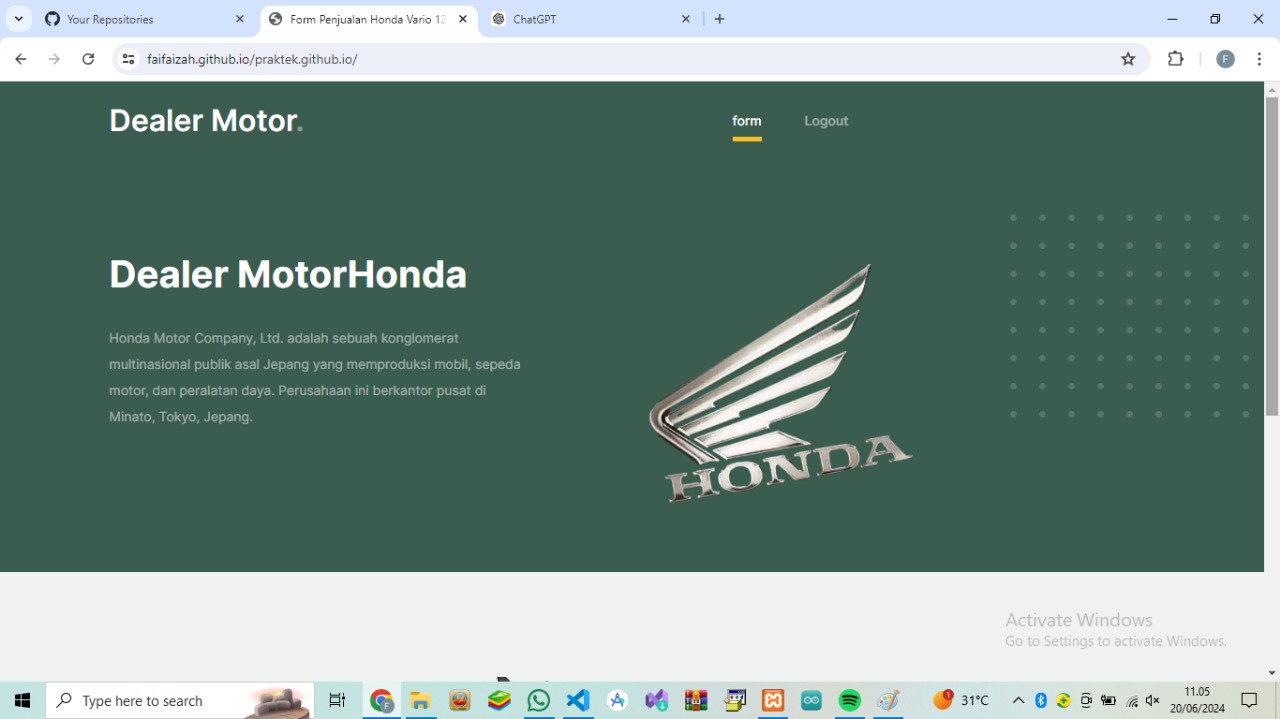 Your Repositories
Form Penjualan Honda Vario 12
ChatGPT
faifaizah.github.io/praktek.github.io/
F
Dealer Motor.
form
Logout
Dealer MotorHonda
Honda Motor Company, Ltd. adalah sebuah konglomerat
multinasional publik asal Jepang yang memproduksi mobil, sepeda
motor, dan peralatan daya. Perusahaan ini berkantor pusat di
Minato, Tokyo, Jepang.
HONDA
Activate Windows
Go to Settings to activate Windows.
Type here to search
F
1
31°C
11.05
20/06/2024